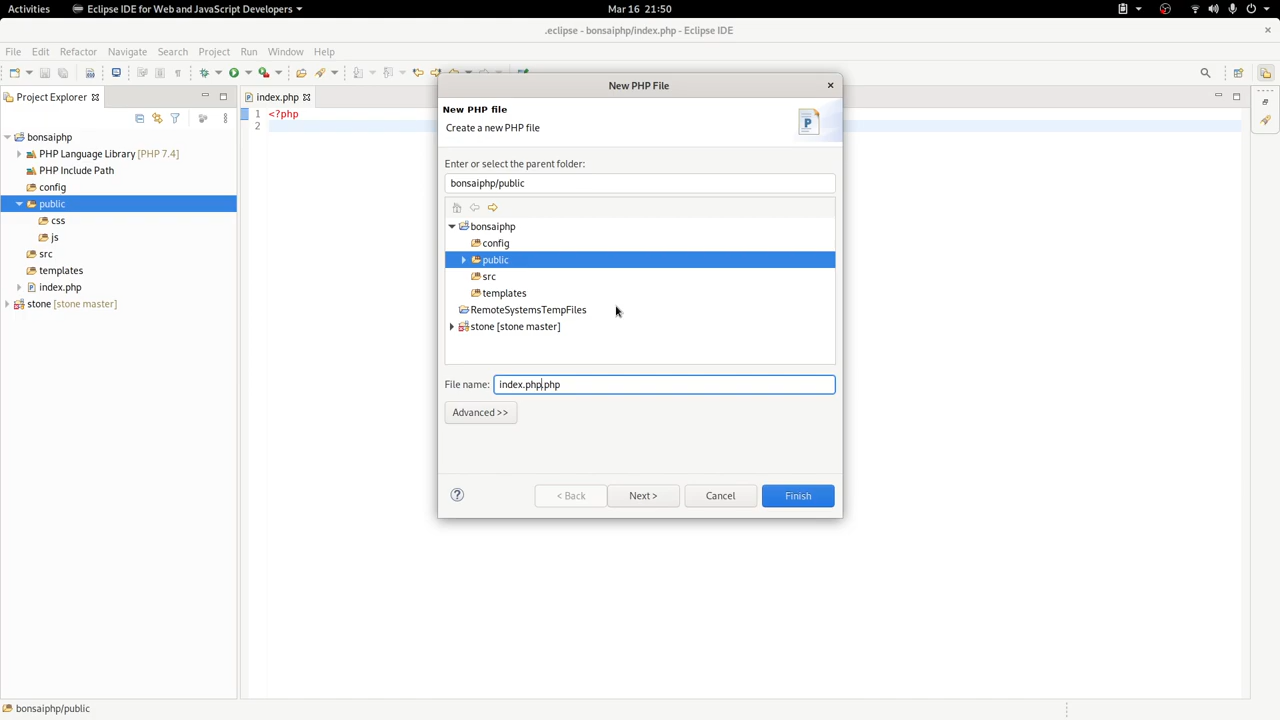 Activities
Eclipse IDE for Web and JavaScript Developers
Mar 16 21:50
.eclipse - bonsaiphp/index.php - Eclipse IDE
File Edit Refactor Navigate Search Project Run Window Help
Project Explorer
index.php
1 <?php
2
bonsaiphp
PHP Language Library [PHP 7.4]
PHP Include Path
config
public
css
js
src
templates
index.php
stone [stone master]
New PHP File
New PHP file
Create a new PHP file
Enter or select the parent folder:
bonsaiphp/public
bonsaiphp
config
public
src
templates
RemoteSystemsTempFiles
stone [stone master]
File name: index.php.php
Advanced >>
< Back Next > Cancel Finish
bonsaiphp/public